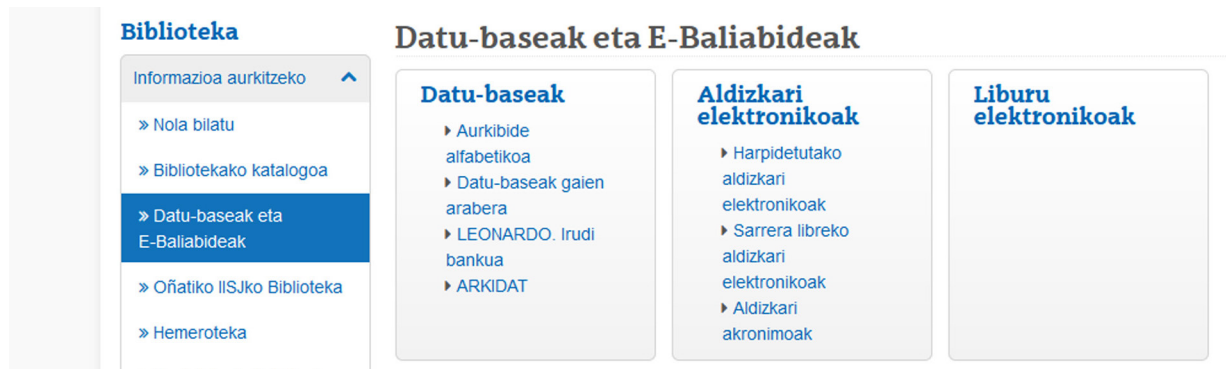 Biblioteka
Informazioa aurkitzeko
» Nola bilatu
» Bibliotekako katalogoa
» Datu-baseak eta
E-Baliabideak
» Oñatiko IISJko Biblioteka
» Hemeroteka
Datu-baseak eta E-Baliabideak
Datu-baseak
Aurkibide
alfabetikoa
Datu-baseak gaien
arabera
LEONARDO. Irudi
bankua
ARKIDAT
Aldizkari
elektronikoak
Harpidetutako
aldizkari
elektronikoak
Sarrera libreko
aldizkari
elektronikoak
Aldizkari
akronimoak
Liburu
elektronikoak